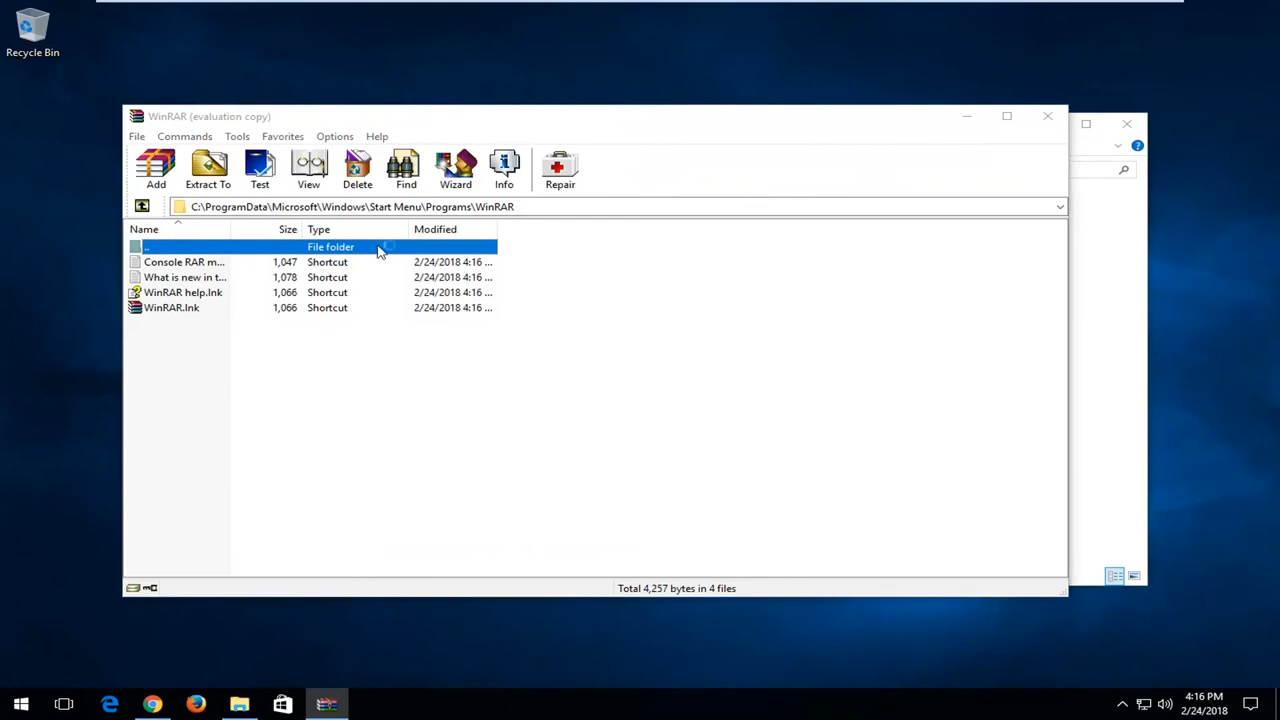 Recycle Bin
WinRAR (evaluation copy)
File Commands Tools Favorites Options Help
Add Extract To Test View Delete Find Wizard Info Repair
C:\ProgramData\Microsoft\Windows\Start Menu\Programs\WinRAR
Name Size Type Modified
.. File folder
Console RAR m... 1,047 Shortcut 2/24/2018 4:16 ...
What is new in t... 1,078 Shortcut 2/24/2018 4:16 ...
WinRAR help.lnk 1,066 Shortcut 2/24/2018 4:16 ...
WinRAR.lnk 1,066 Shortcut 2/24/2018 4:16 ...
Total 4,257 bytes in 4 files
4:16 PM
2/24/2018